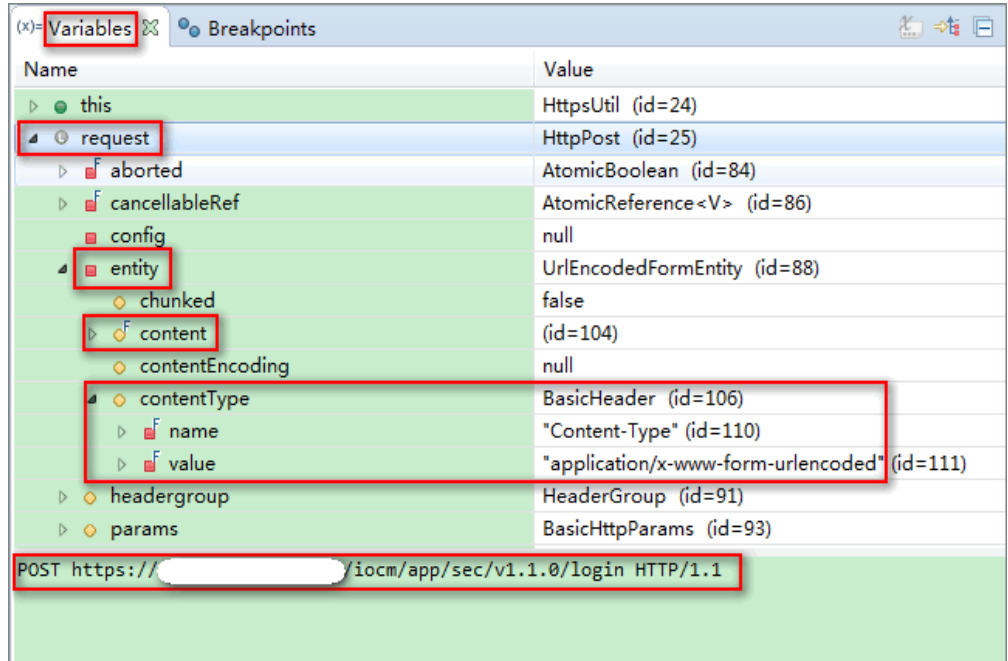 (x)= Variables Breakpoints
Name Value
this HttpsUtil (id=24)
request HttpPost (id=25)
aborted AtomicBoolean (id=84)
cancellableRef AtomicReference<V> (id=86)
config null
entity UrlEncodedFormEntity (id=88)
chunked false
content (id=104)
contentEncoding null
contentType BasicHeader (id=106)
name "Content-Type" (id=110)
value "application/x-www-form-urlencoded" (id=111)
headergroup HeaderGroup (id=91)
params BasicHttpParams (id=93)
POST https:// /iocm/app/sec/v1.1.0/login HTTP/1.1